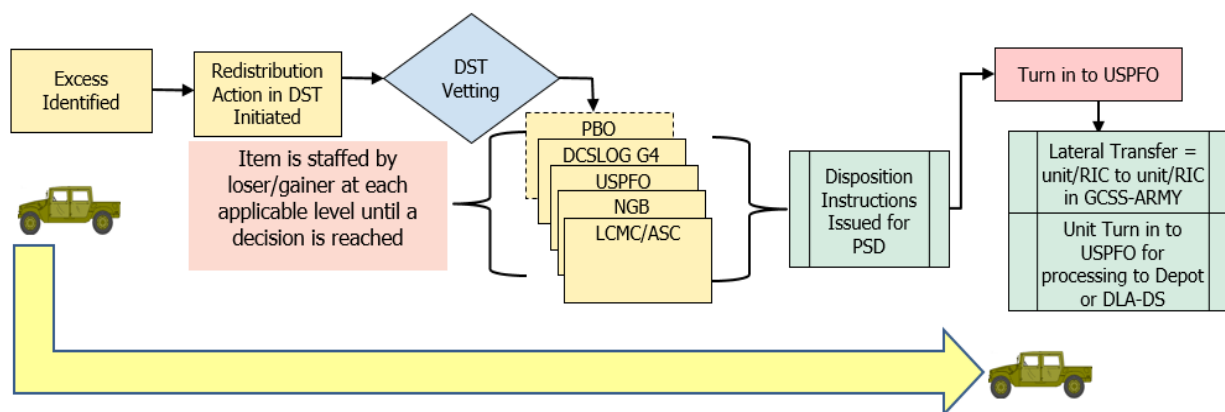 Excess
Identified
Redistribution
Action in DST
Initiated
DST
Vetting
PBO
DCSLOG G4
USPFO
NGB
LCMC/ASC
Item is staffed by
loser/gainer at each
applicable level until a
decision is reached
Disposition
Instructions
Issued for
PSD
Turn in to USPFO
Lateral Transfer =
unit/RIC to unit/RIC
in GCSS-ARMY
Unit Turn in to
USPFO for
processing to Depot
or DLA-DS